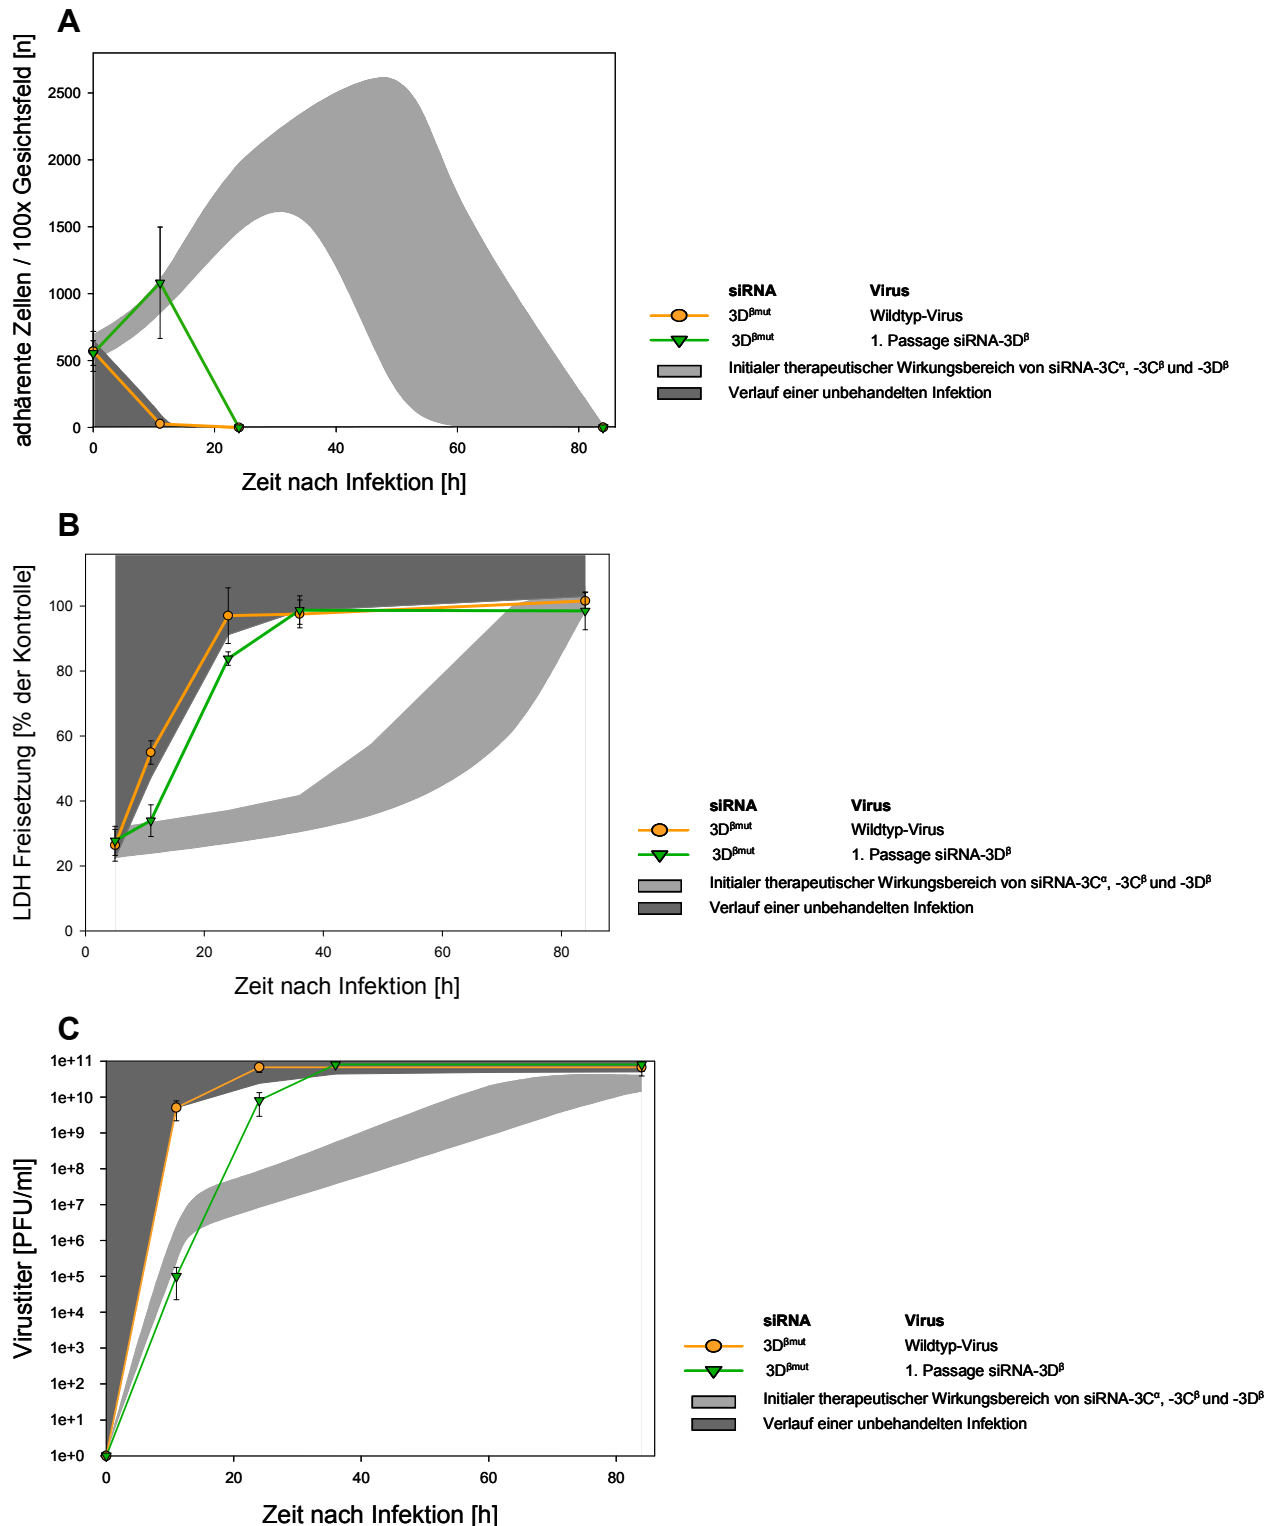 A
adhärente Zellen / 100x Gesichtsfeld [n]
2500
2000
1500
1000
500
0
0 20 40 60 80
Zeit nach Infektion [h]
siRNA Virus
3Dᵝᵐᵘᵗ Wildtyp-Virus
3Dᵝᵐᵘᵗ 1. Passage siRNA-3Dᵝ
Initialer therapeutischer Wirkungsbereich von siRNA-3Cᵅ, -3Cᵝ und -3Dᵝ
Verlauf einer unbehandelten Infektion
B
LDH Freisetzung [% der Kontrolle]
100
80
60
40
20
0
0 20 40 60 80
Zeit nach Infektion [h]
siRNA Virus
3Dᵝᵐᵘᵗ Wildtyp-Virus
3Dᵝᵐᵘᵗ 1. Passage siRNA-3Dᵝ
Initialer therapeutischer Wirkungsbereich von siRNA-3Cᵅ, -3Cᵝ und -3Dᵝ
Verlauf einer unbehandelten Infektion
C
Virustiter [PFU/ml]
1e+11
1e+10
1e+9
1e+8
1e+7
1e+6
1e+5
1e+4
1e+3
1e+2
1e+1
1e+0
0 20 40 60 80
Zeit nach Infektion [h]
siRNA Virus
3Dᵝᵐᵘᵗ Wildtyp-Virus
3Dᵝᵐᵘᵗ 1. Passage siRNA-3Dᵝ
Initialer therapeutischer Wirkungsbereich von siRNA-3Cᵅ, -3Cᵝ und -3Dᵝ
Verlauf einer unbehandelten Infektion